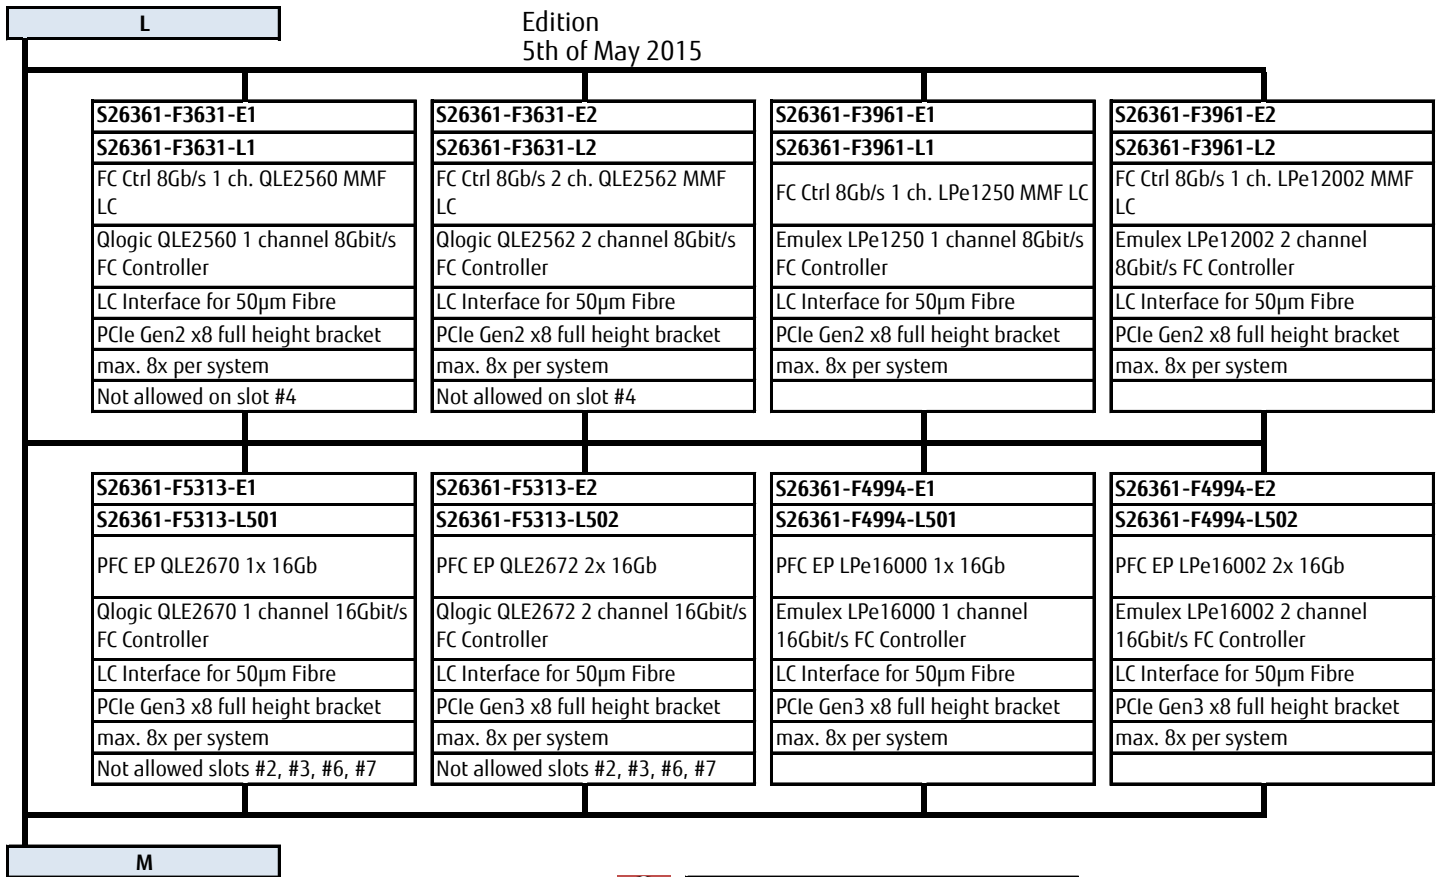 L
Edition
5th of May 2015
S26361-F3631-E1
S26361-F3631-L1
FC Ctrl 8Gb/s 1 ch. QLE2560 MMF
LC
Qlogic QLE2560 1 channel 8Gbit/s
FC Controller
LC Interface for 50µm Fibre
PCIe Gen2 x8 full height bracket
max. 8x per system
Not allowed on slot #4
S26361-F3631-E2
S26361-F3631-L2
FC Ctrl 8Gb/s 2 ch. QLE2562 MMF
LC
Qlogic QLE2562 2 channel 8Gbit/s
FC Controller
LC Interface for 50µm Fibre
PCIe Gen2 x8 full height bracket
max. 8x per system
Not allowed on slot #4
S26361-F3961-E1
S26361-F3961-L1
FC Ctrl 8Gb/s 1 ch. LPe1250 MMF LC
Emulex LPe1250 1 channel 8Gbit/s
FC Controller
LC Interface for 50µm Fibre
PCIe Gen2 x8 full height bracket
max. 8x per system
S26361-F3961-E2
S26361-F3961-L2
FC Ctrl 8Gb/s 1 ch. LPe12002 MMF
LC
Emulex LPe12002 2 channel
8Gbit/s FC Controller
LC Interface for 50µm Fibre
PCIe Gen2 x8 full height bracket
max. 8x per system
S26361-F5313-E1
S26361-F5313-L501
PFC EP QLE2670 1x 16Gb
Qlogic QLE2670 1 channel 16Gbit/s
FC Controller
LC Interface for 50µm Fibre
PCIe Gen3 x8 full height bracket
max. 8x per system
Not allowed slots #2, #3, #6, #7
S26361-F5313-E2
S26361-F5313-L502
PFC EP QLE2672 2x 16Gb
Qlogic QLE2672 2 channel 16Gbit/s
FC Controller
LC Interface for 50µm Fibre
PCIe Gen3 x8 full height bracket
max. 8x per system
Not allowed slots #2, #3, #6, #7
S26361-F4994-E1
S26361-F4994-L501
PFC EP LPe16000 1x 16Gb
Emulex LPe16000 1 channel
16Gbit/s FC Controller
LC Interface for 50µm Fibre
PCIe Gen3 x8 full height bracket
max. 8x per system
S26361-F4994-E2
S26361-F4994-L502
PFC EP LPe16002 2x 16Gb
Emulex LPe16002 2 channel
16Gbit/s FC Controller
LC Interface for 50µm Fibre
PCIe Gen3 x8 full height bracket
max. 8x per system
M